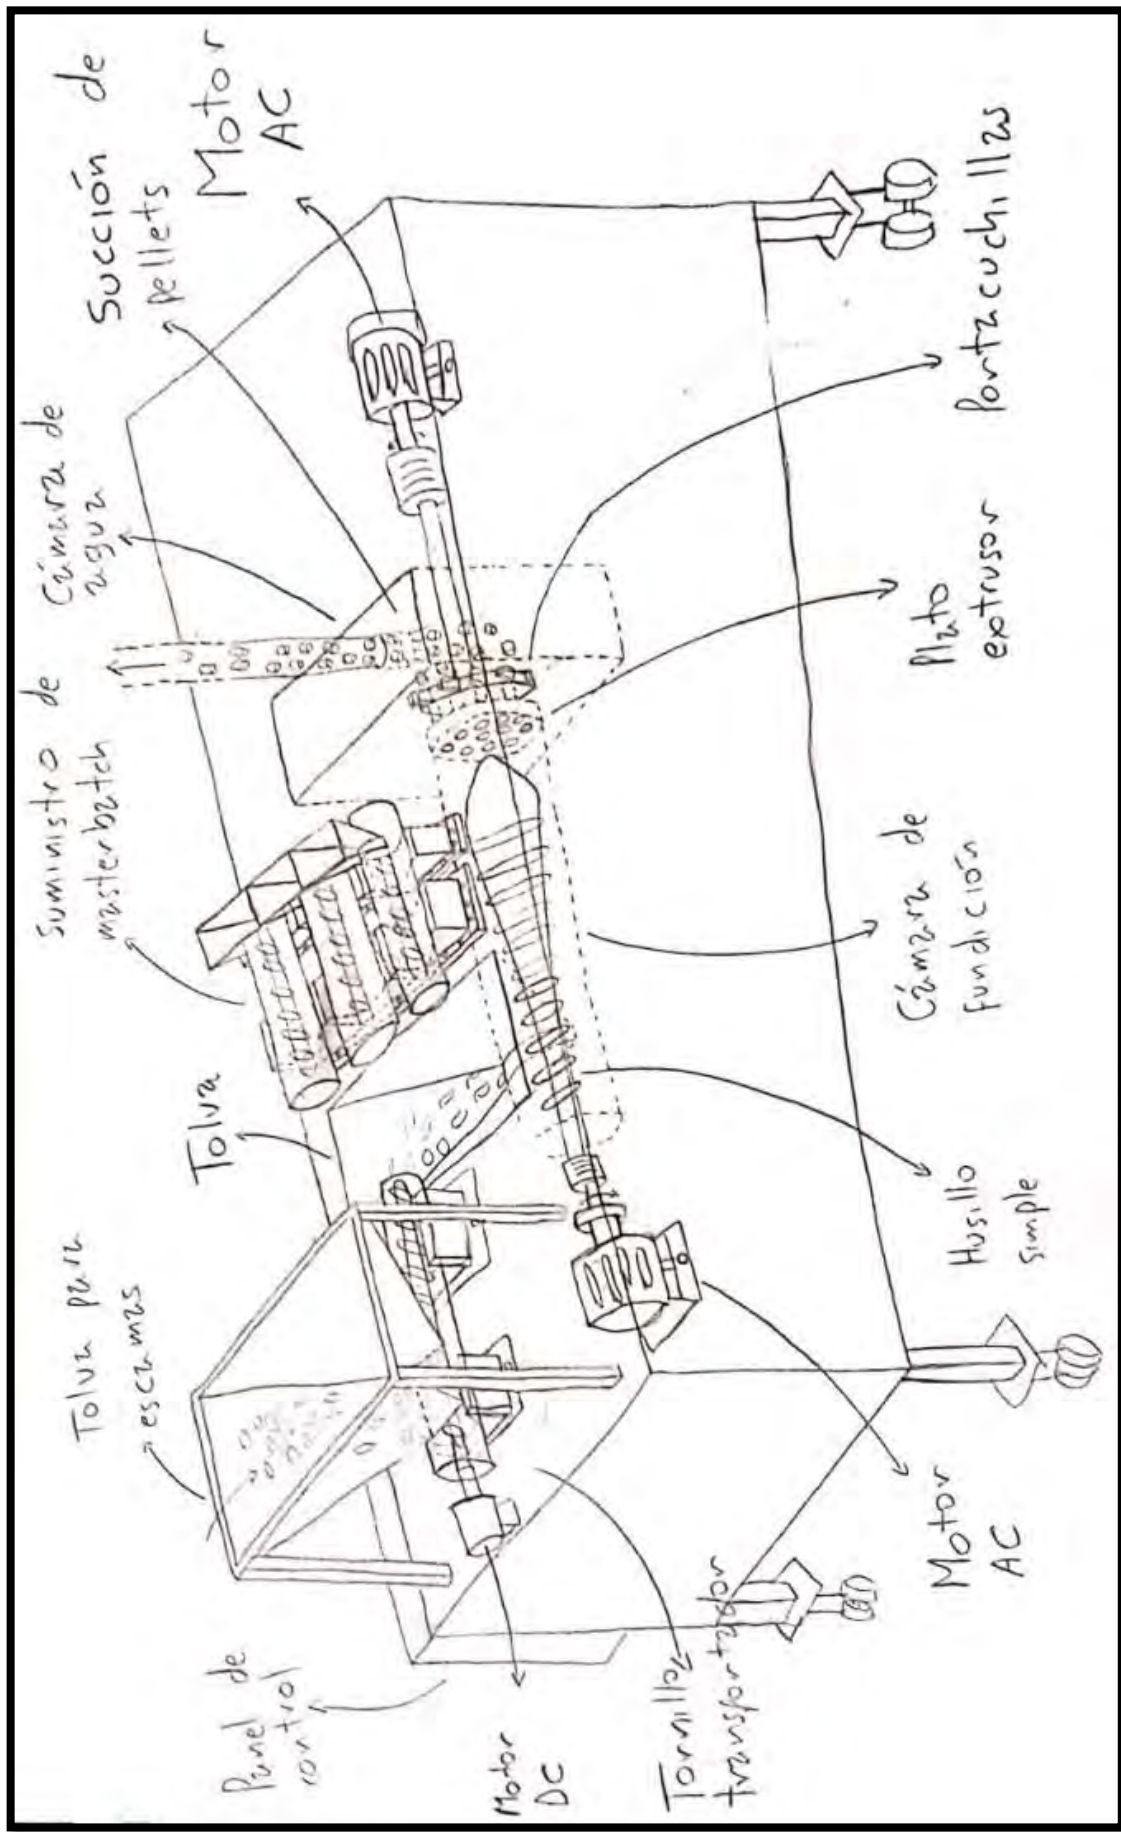 Panel de
control
Tolva para
escamas
Tolva
Suministro de
masterbatch
Cámara de
agua
Succión de
pellets
Motor
AC
Motor
DC
Tornillo
transportador
Motor
AC
Husillo
simple
Cámara de
fundición
Plato
extrusor
Portacuchillas